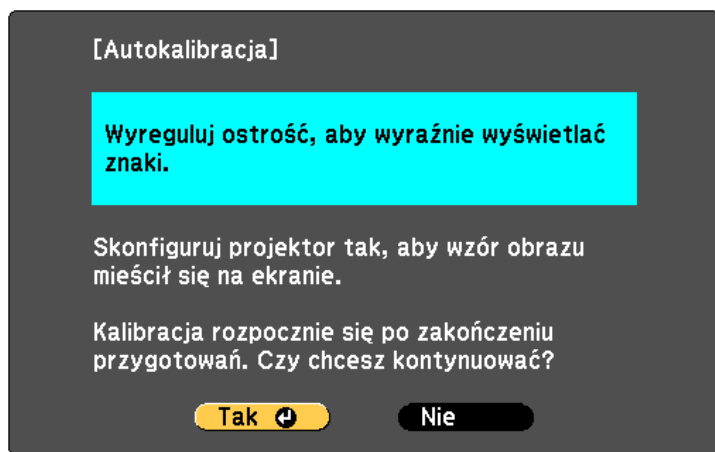 [Autokalibracja]
Wyreguluj ostrość, aby wyraźnie wyświetlać
znaki.
Skonfiguruj projektor tak, aby wzór obrazu
mieścił się na ekranie.
Kalibracja rozpocznie się po zakończeniu
przygotowań. Czy chcesz kontynuować?
Tak Nie